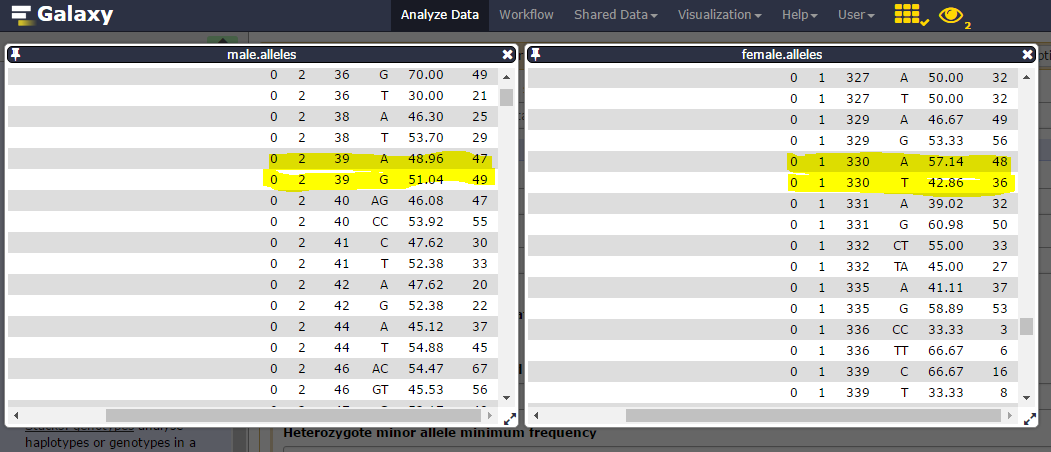 Galaxy Analyze Data Workflow Shared Data Visualization Help User 2
male.alleles
0 2 36 G 70.00 49
0 2 36 T 30.00 21
0 2 38 A 46.30 25
0 2 38 T 53.70 29
0 2 39 A 48.96 47
0 2 39 G 51.04 49
0 2 40 AG 46.08 47
0 2 40 CC 53.92 55
0 2 41 C 47.62 30
0 2 41 T 52.38 33
0 2 42 A 47.62 20
0 2 42 G 52.38 22
0 2 44 A 45.12 37
0 2 44 T 54.88 45
0 2 46 AC 54.47 67
0 2 46 GT 45.53 56
female.alleles
0 1 327 A 50.00 32
0 1 327 T 50.00 32
0 1 329 A 46.67 49
0 1 329 G 53.33 56
0 1 330 A 57.14 48
0 1 330 T 42.86 36
0 1 331 A 39.02 32
0 1 331 G 60.98 50
0 1 332 CT 55.00 33
0 1 332 TA 45.00 27
0 1 335 A 41.11 37
0 1 335 G 58.89 53
0 1 336 CC 33.33 3
0 1 336 TT 66.67 6
0 1 339 C 66.67 16
0 1 339 T 33.33 8
haplotypes or genotypes in a
Heterozygote minor allele minimum frequency